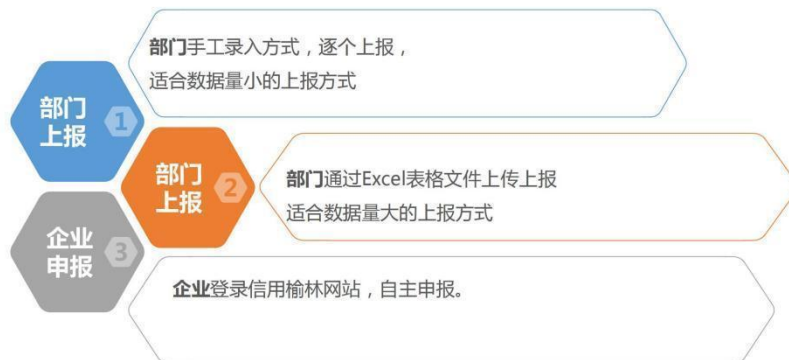 部门手工录入方式，逐个上报，
适合数据量小的上报方式
部门
上报
1
部门
上报
2
部门通过Excel表格文件上传上报
适合数据量大的上报方式
企业
申报
3
企业登录信用榆林网站，自主申报。